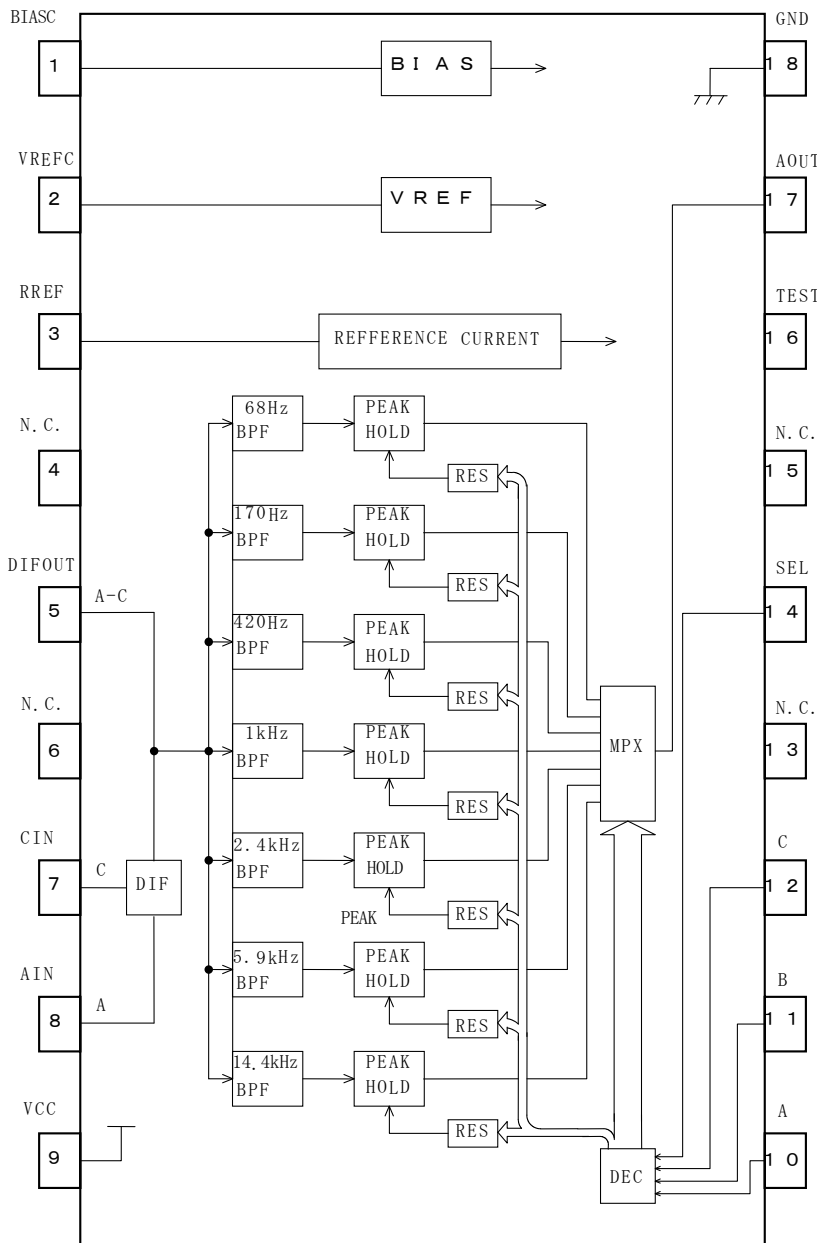 BIASC
GND
1
BIAS
18
VREFC
AOUT
2
VREF
17
RREF
TEST
3
REFFERENCE CURRENT
16
N.C.
N.C.
4
15
68Hz
BPF
PEAK
HOLD
RES
170Hz
BPF
PEAK
HOLD
RES
DIFOUT
SEL
5
A-C
14
420Hz
BPF
PEAK
HOLD
RES
N.C.
N.C.
6
13
1kHz
BPF
PEAK
HOLD
MPX
RES
CIN
C
7
C
DIF
12
2.4kHz
BPF
PEAK
HOLD
PEAK
RES
AIN
B
8
A
11
5.9kHz
BPF
PEAK
HOLD
RES
14.4kHz
BPF
PEAK
HOLD
RES
VCC
A
9
10
DEC